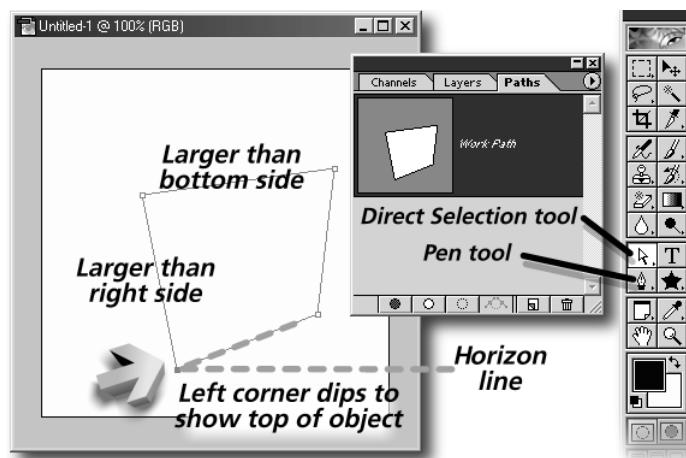 Untitled-1 @ 100% (RGB)
Channels
Layers
Paths
Work Path
Larger than
bottom side
Direct Selection tool
Pen tool
T
Larger than
right side
Horizon
line
Left corner dips to
show top of object